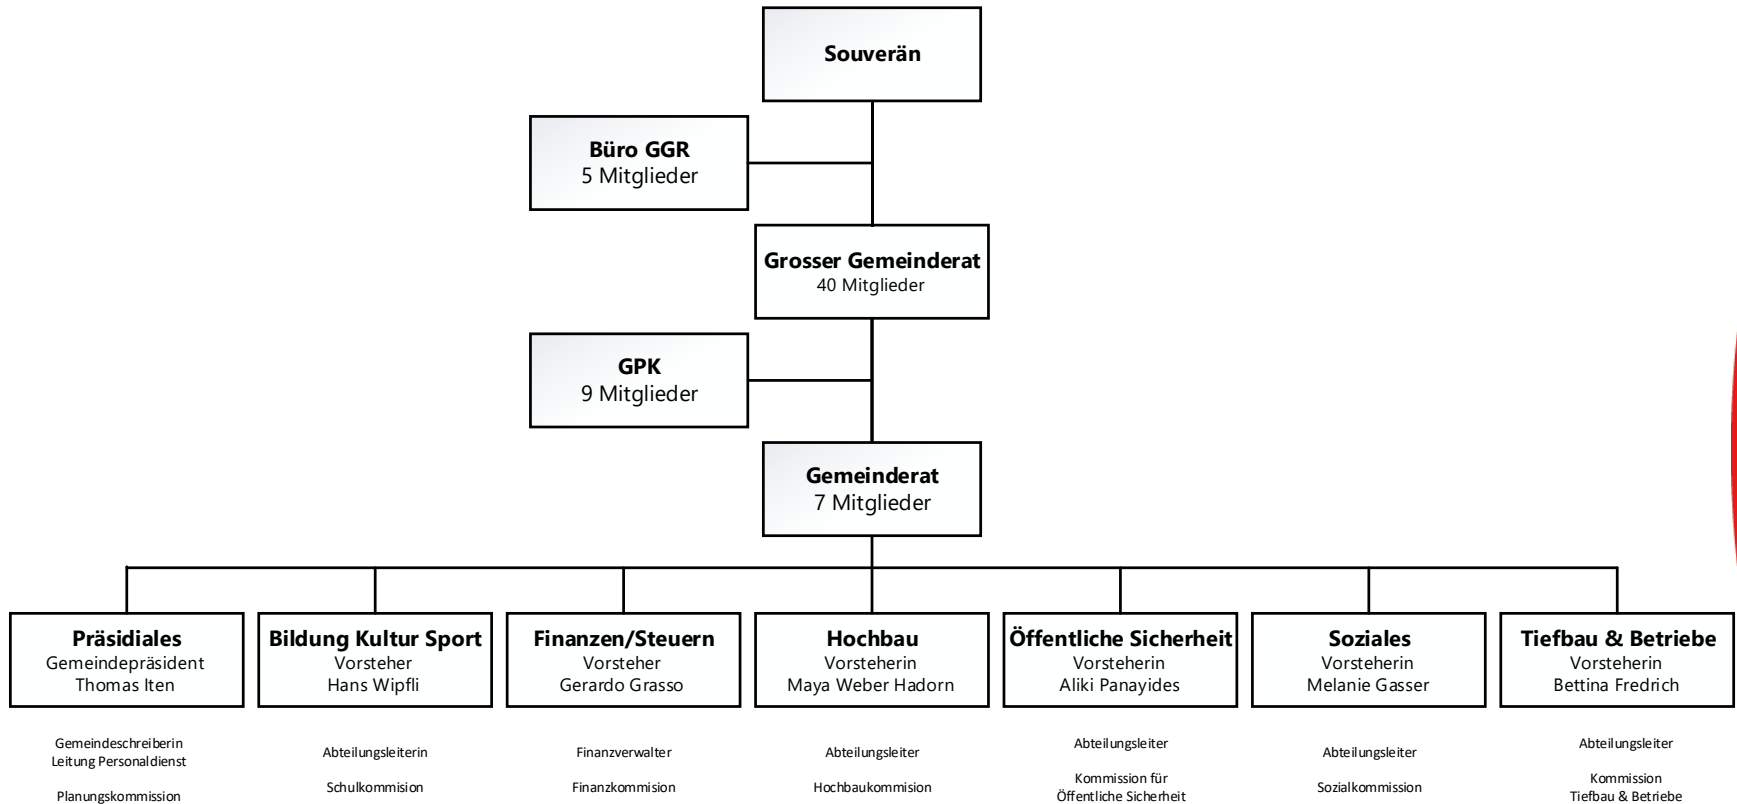 Souverän
Büro GGR
5 Mitglieder
Grosser Gemeinderat
40 Mitglieder
GPK
9 Mitglieder
Gemeinderat
7 Mitglieder
Präsidiales
Gemeindepräsident
Thomas Iten
Bildung Kultur Sport
Vorsteher
Hans Wipfli
Finanzen/Steuern
Vorsteher
Gerardo Grasso
Hochbau
Vorsteherin
Maya Weber Hadorn
Öffentliche Sicherheit
Vorsteherin
Aliki Panayides
Soziales
Vorsteherin
Melanie Gasser
Tiefbau & Betriebe
Vorsteherin
Bettina Fredrich
Gemeindeschreiberin
Leitung Personaldienst
Planungskommission
Abteilungsleiterin
Schulkommision
Finanzverwalter
Finanzkommision
Abteilungsleiter
Hochbaukommision
Abteilungsleiter
Kommission für
Öffentliche Sicherheit
Abteilungsleiter
Sozialkommission
Abteilungsleiter
Kommission
Tiefbau & Betriebe